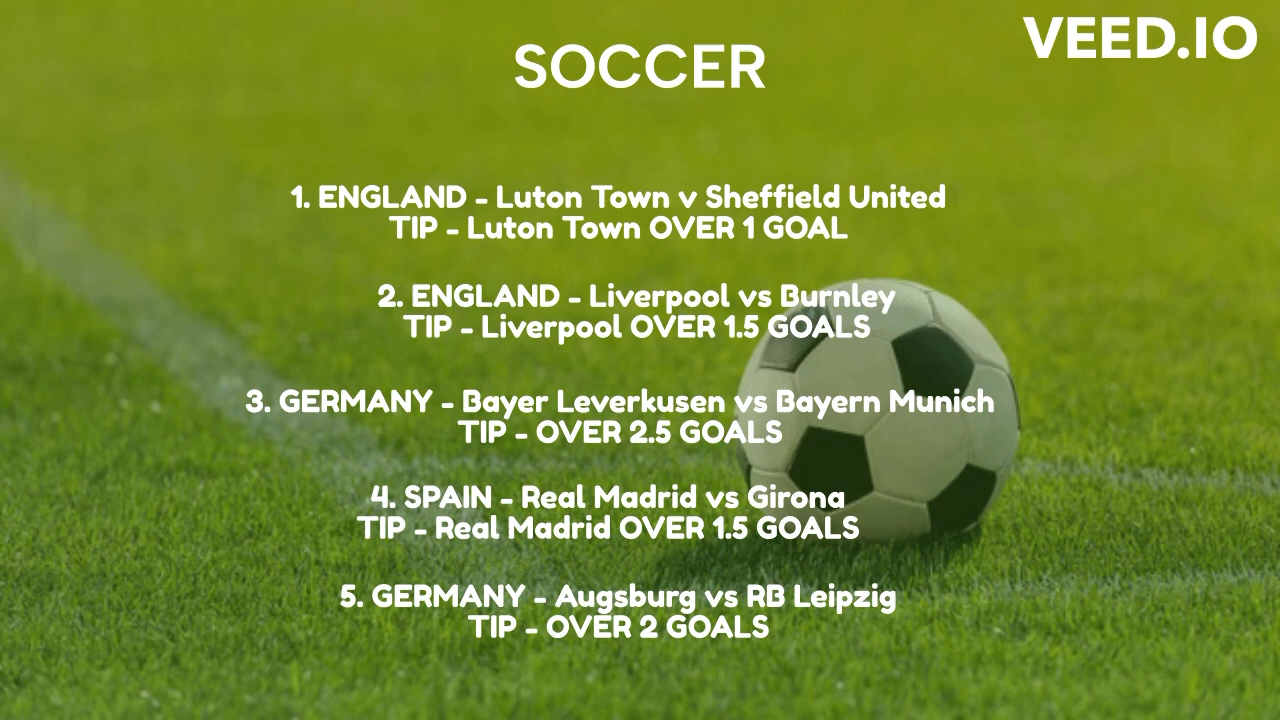 VEED.IO
SOCCER
1. ENGLAND - Luton Town v Sheffield United
TIP - Luton Town OVER 1 GOAL
2. ENGLAND - Liverpool vs Burnley
TIP - Liverpool OVER 1.5 GOALS
3. GERMANY - Bayer Leverkusen vs Bayern Munich
TIP - OVER 2.5 GOALS
4. SPAIN - Real Madrid vs Girona
TIP - Real Madrid OVER 1.5 GOALS
5. GERMANY - Augsburg vs RB Leipzig
TIP - OVER 2 GOALS